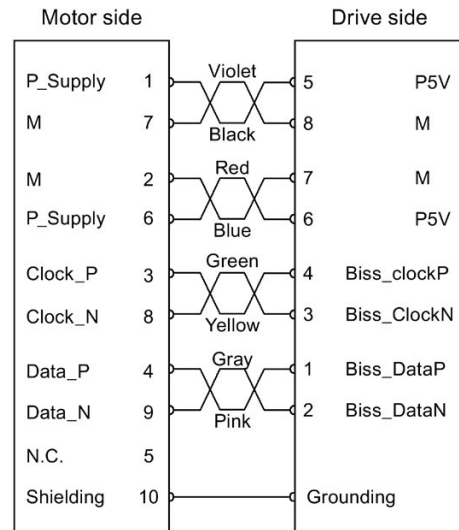 Motor side Drive side
P_Supply 1 Violet 5 P5V
M 7 Black 8 M
M 2 Red 7 M
P_Supply 6 Blue 6 P5V
Clock_P 3 Green 4 Biss_clockP
Clock_N 8 Yellow 3 Biss_ClockN
Data_P 4 Gray 1 Biss_DataP
Data_N 9 Pink 2 Biss_DataN
N.C. 5
Shielding 10 Grounding